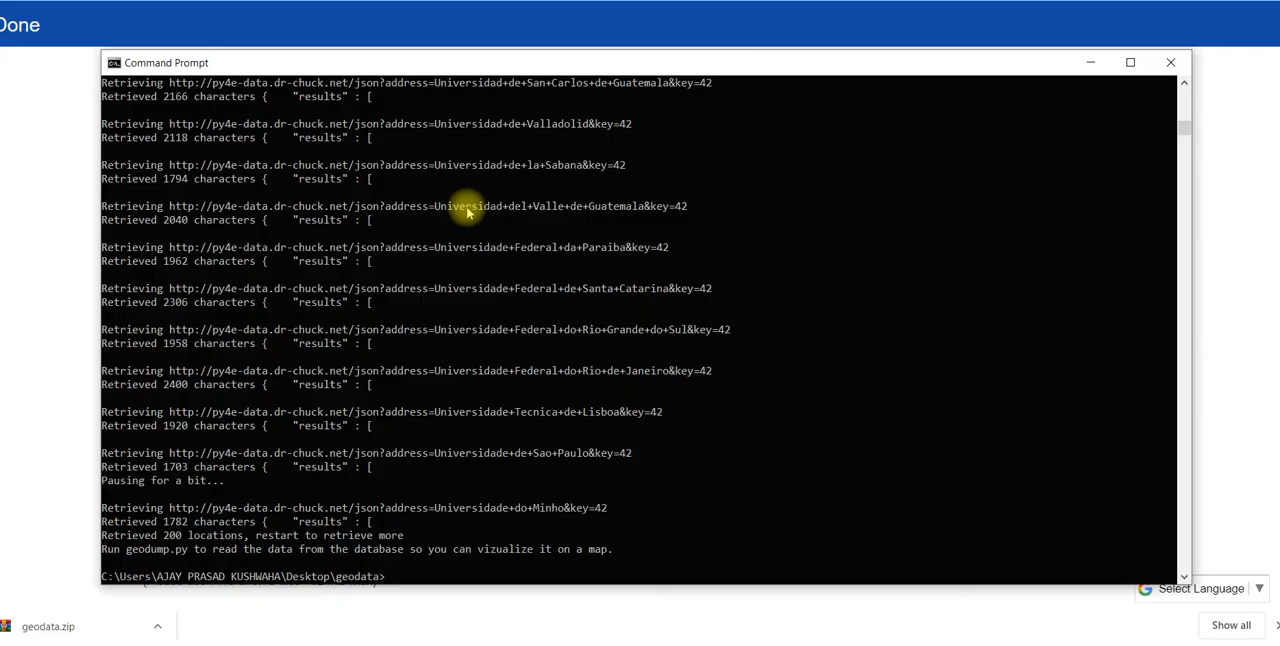 Done
Command Prompt
Retrieving http://py4e-data.dr-chuck.net/json?address=Universidad+de+San+Carlos+de+Guatemala&key=42
Retrieved 2166 characters {    "results" : [
Retrieving http://py4e-data.dr-chuck.net/json?address=Universidad+de+Valladolid&key=42
Retrieved 2118 characters {    "results" : [
Retrieving http://py4e-data.dr-chuck.net/json?address=Universidad+de+la+Sabana&key=42
Retrieved 1794 characters {    "results" : [
Retrieving http://py4e-data.dr-chuck.net/json?address=Universidad+del+Valle+de+Guatemala&key=42
Retrieved 2040 characters {    "results" : [
Retrieving http://py4e-data.dr-chuck.net/json?address=Universidade+Federal+da+Paraiba&key=42
Retrieved 1962 characters {    "results" : [
Retrieving http://py4e-data.dr-chuck.net/json?address=Universidade+Federal+de+Santa+Catarina&key=42
Retrieved 2306 characters {    "results" : [
Retrieving http://py4e-data.dr-chuck.net/json?address=Universidade+Federal+do+Rio+Grande+do+Sul&key=42
Retrieved 1958 characters {    "results" : [
Retrieving http://py4e-data.dr-chuck.net/json?address=Universidade+Federal+do+Rio+de+Janeiro&key=42
Retrieved 2400 characters {    "results" : [
Retrieving http://py4e-data.dr-chuck.net/json?address=Universidade+Tecnica+de+Lisboa&key=42
Retrieved 1920 characters {    "results" : [
Retrieving http://py4e-data.dr-chuck.net/json?address=Universidade+de+Sao+Paulo&key=42
Retrieved 1703 characters {    "results" : [
Pausing for a bit...
Retrieving http://py4e-data.dr-chuck.net/json?address=Universidade+do+Minho&key=42
Retrieved 1782 characters {    "results" : [
Retrieved 200 locations, restart to retrieve more
Run geodump.py to read the data from the database so you can vizualize it on a map.
C:\Users\AJAY PRASAD KUSHWAHA\Desktop\geodata>
Select Language
geodata.zip
Show all